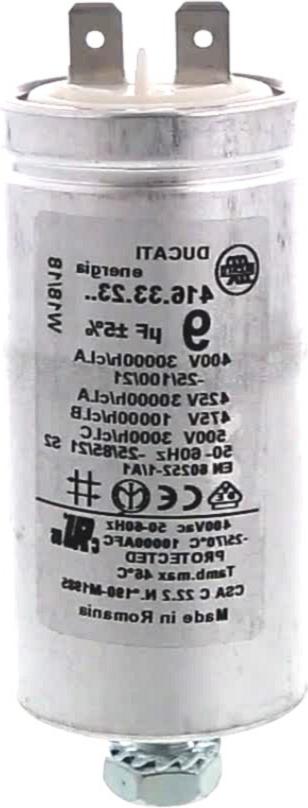 DUCATI
energia
416.33.23..
9 µF ±5%
400V 30000h/cl.A
-25/100/21
425V 30000h/cl.A
475V 10000h/cl.B
500V 3000h/cl.C
50-60Hz -25/85/21 S2
EN 60252-1/A1
CE
400Vac 50-60Hz
-25/70°C 10000AFC
PROTECTED
Tamb.max 46°C
CSA C 22.2 N.°190-M1985
Made in Romania